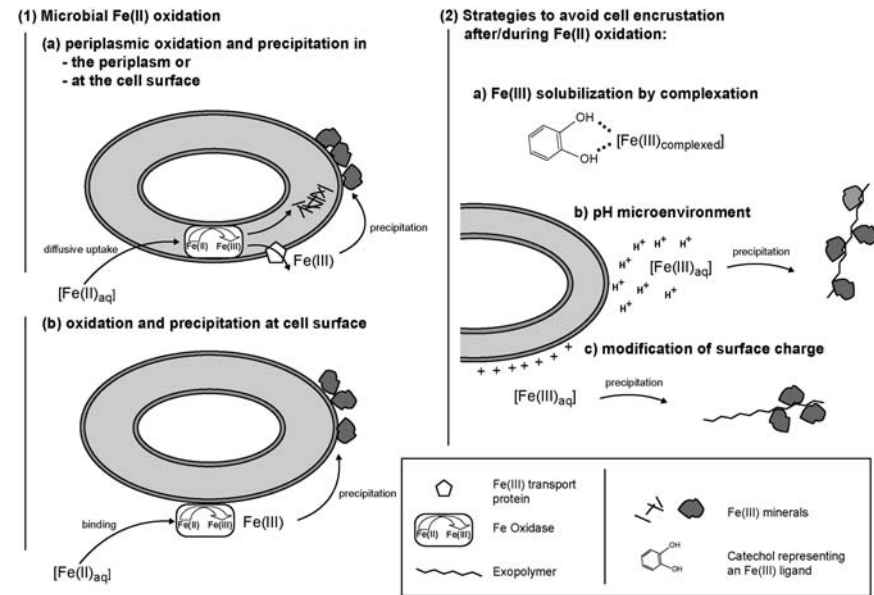 (1) Microbial Fe(II) oxidation
(a) periplasmic oxidation and precipitation in
- the periplasm or
- at the cell surface
Fe(II) Fe(III)
diffusive uptake
Fe(III)
precipitation
[Fe(II)aq]
(b) oxidation and precipitation at cell surface
Fe(II) Fe(III)
Fe(III)
precipitation
binding
[Fe(II)aq]
(2) Strategies to avoid cell encrustation
after/during Fe(II) oxidation:
a) Fe(III) solubilization by complexation
OH
OH
[Fe(III)complexed]
b) pH microenvironment
H+ H+ H+
H+
[Fe(III)aq]
precipitation
H+ H+ H+
H+
c) modification of surface charge
+ + + + + + + +
[Fe(III)aq]
precipitation
Fe(III) transport
protein
Fe(II) Fe(III)
Fe Oxidase
Exopolymer
Fe(III) minerals
OH
OH
Catechol representing
an Fe(III) ligand